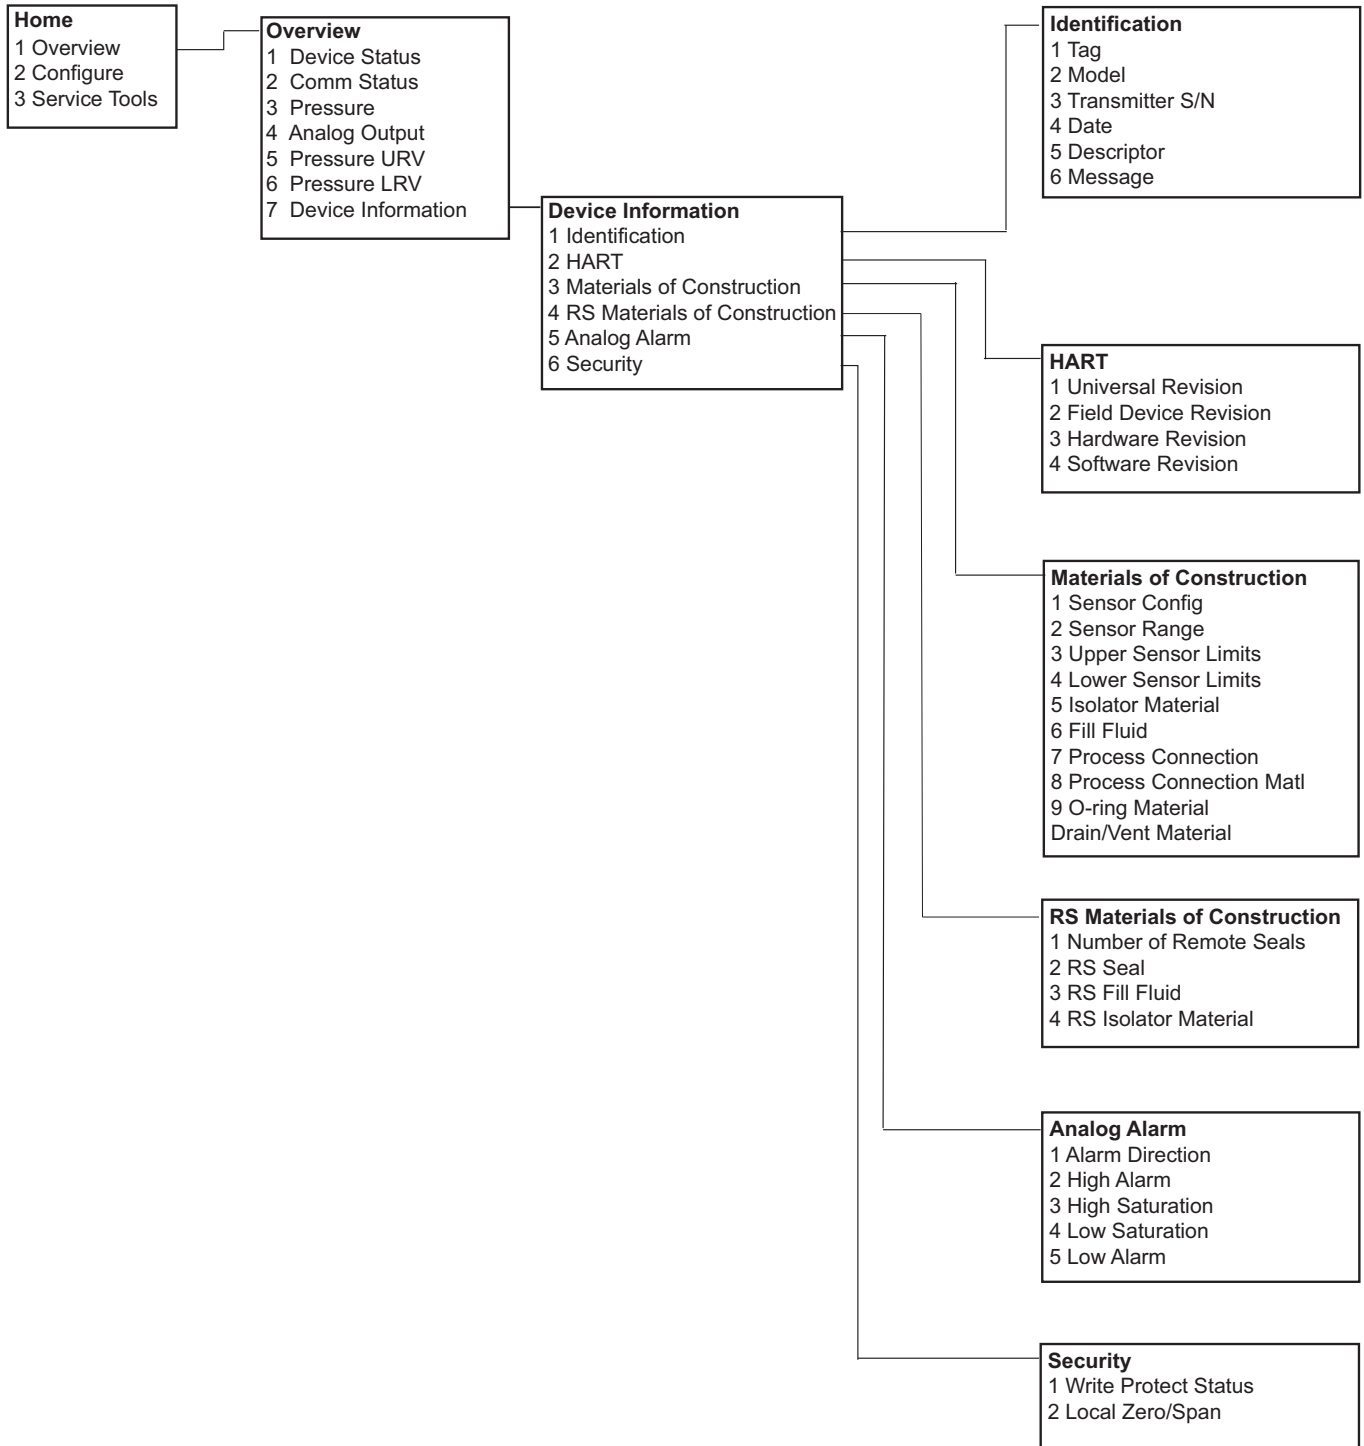 Home
1 Overview
2 Configure
3 Service Tools
Overview
1 Device Status
2 Comm Status
3 Pressure
4 Analog Output
5 Pressure URV
6 Pressure LRV
7 Device Information
Device Information
1 Identification
2 HART
3 Materials of Construction
4 RS Materials of Construction
5 Analog Alarm
6 Security
Identification
1 Tag
2 Model
3 Transmitter S/N
4 Date
5 Descriptor
6 Message
HART
1 Universal Revision
2 Field Device Revision
3 Hardware Revision
4 Software Revision
Materials of Construction
1 Sensor Config
2 Sensor Range
3 Upper Sensor Limits
4 Lower Sensor Limits
5 Isolator Material
6 Fill Fluid
7 Process Connection
8 Process Connection Matl
9 O-ring Material
Drain/Vent Material
RS Materials of Construction
1 Number of Remote Seals
2 RS Seal
3 RS Fill Fluid
4 RS Isolator Material
Analog Alarm
1 Alarm Direction
2 High Alarm
3 High Saturation
4 Low Saturation
5 Low Alarm
Security
1 Write Protect Status
2 Local Zero/Span